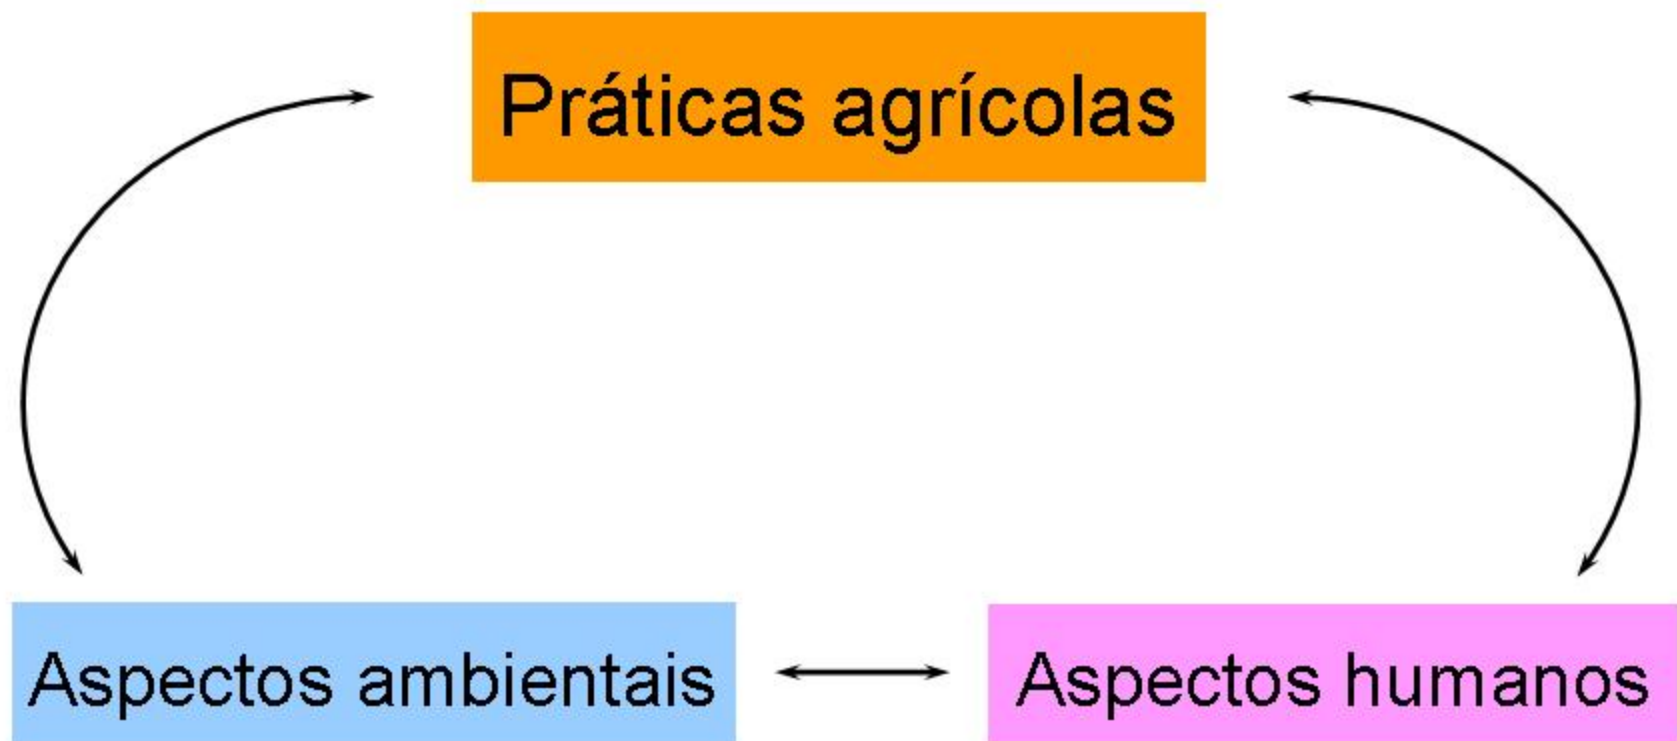 Práticas agrícolas
Aspectos ambientais
Aspectos humanos